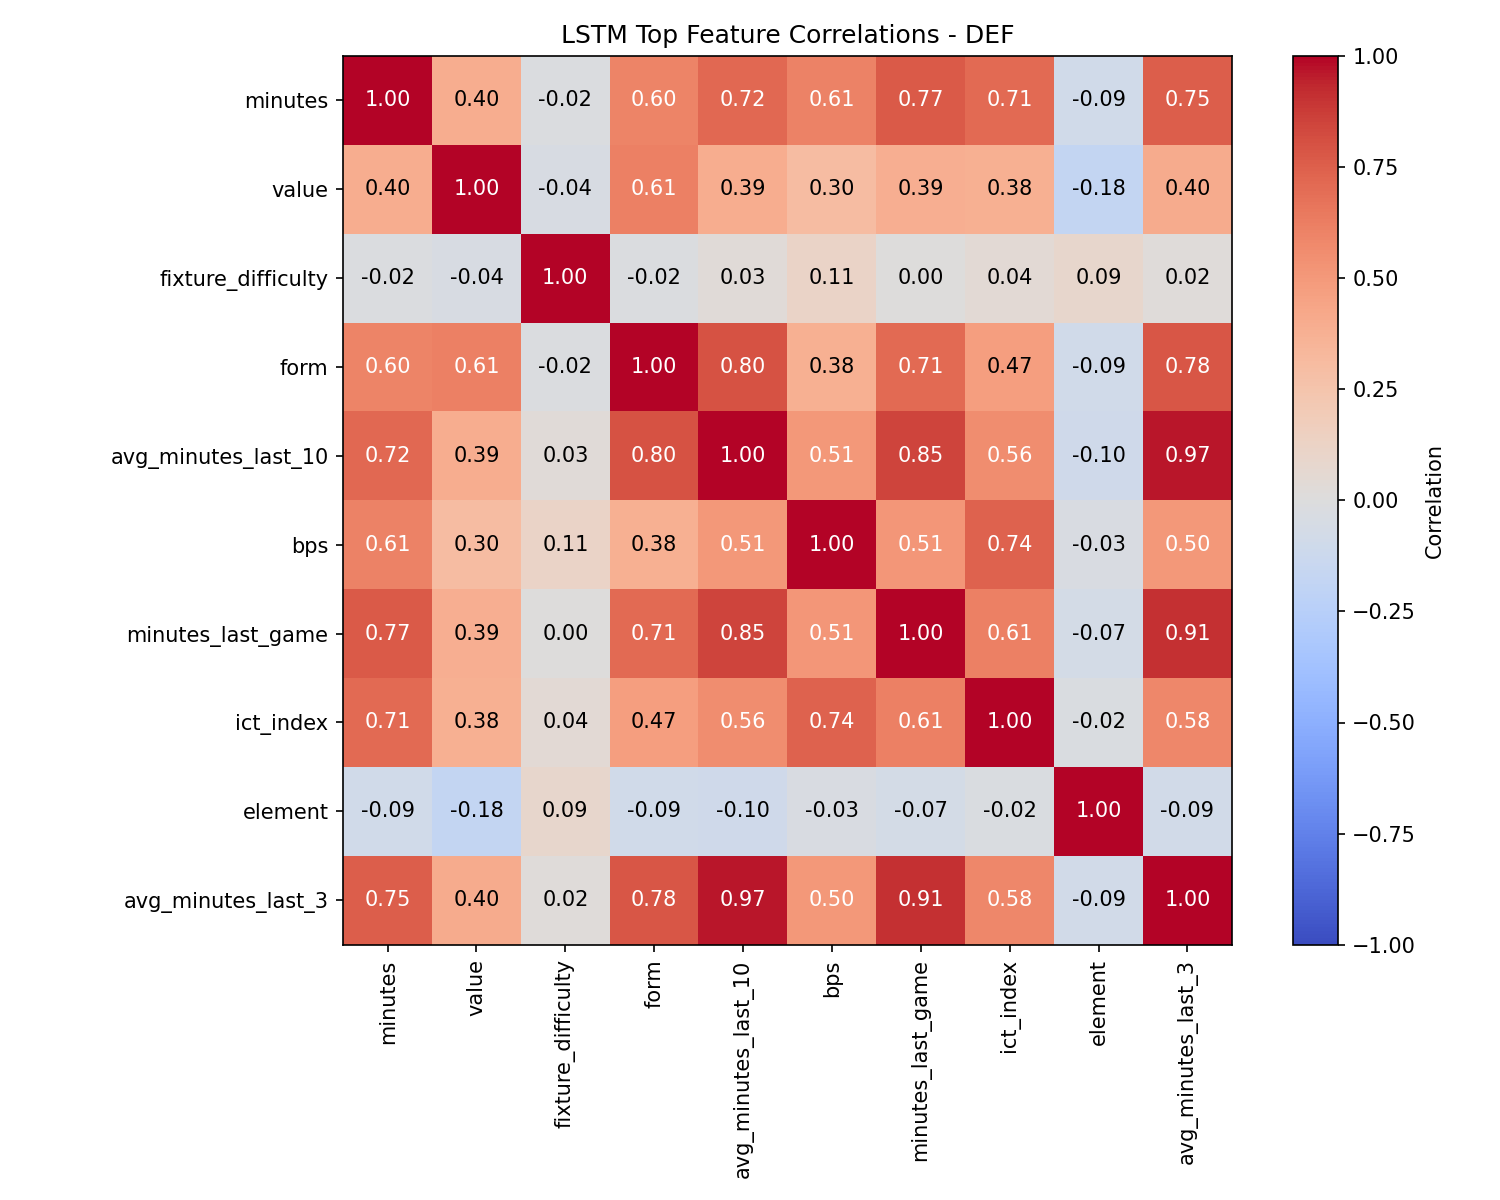 LSTM Top Feature Correlations - DEF
minutes 1.00 0.40 -0.02 0.60 0.72 0.61 0.77 0.71 -0.09 0.75
value 0.40 1.00 -0.04 0.61 0.39 0.30 0.39 0.38 -0.18 0.40
fixture_difficulty -0.02 -0.04 1.00 -0.02 0.03 0.11 0.00 0.04 0.09 0.02
form 0.60 0.61 -0.02 1.00 0.80 0.38 0.71 0.47 -0.09 0.78
avg_minutes_last_10 0.72 0.39 0.03 0.80 1.00 0.51 0.85 0.56 -0.10 0.97
bps 0.61 0.30 0.11 0.38 0.51 1.00 0.51 0.74 -0.03 0.50
minutes_last_game 0.77 0.39 0.00 0.71 0.85 0.51 1.00 0.61 -0.07 0.91
ict_index 0.71 0.38 0.04 0.47 0.56 0.74 0.61 1.00 -0.02 0.58
element -0.09 -0.18 0.09 -0.09 -0.10 -0.03 -0.07 -0.02 1.00 -0.09
avg_minutes_last_3 0.75 0.40 0.02 0.78 0.97 0.50 0.91 0.58 -0.09 1.00
minutes
value
fixture_difficulty
form
avg_minutes_last_10
bps
minutes_last_game
ict_index
element
avg_minutes_last_3
1.00
0.75
0.50
0.25
0.00
−0.25
−0.50
−0.75
−1.00
Correlation